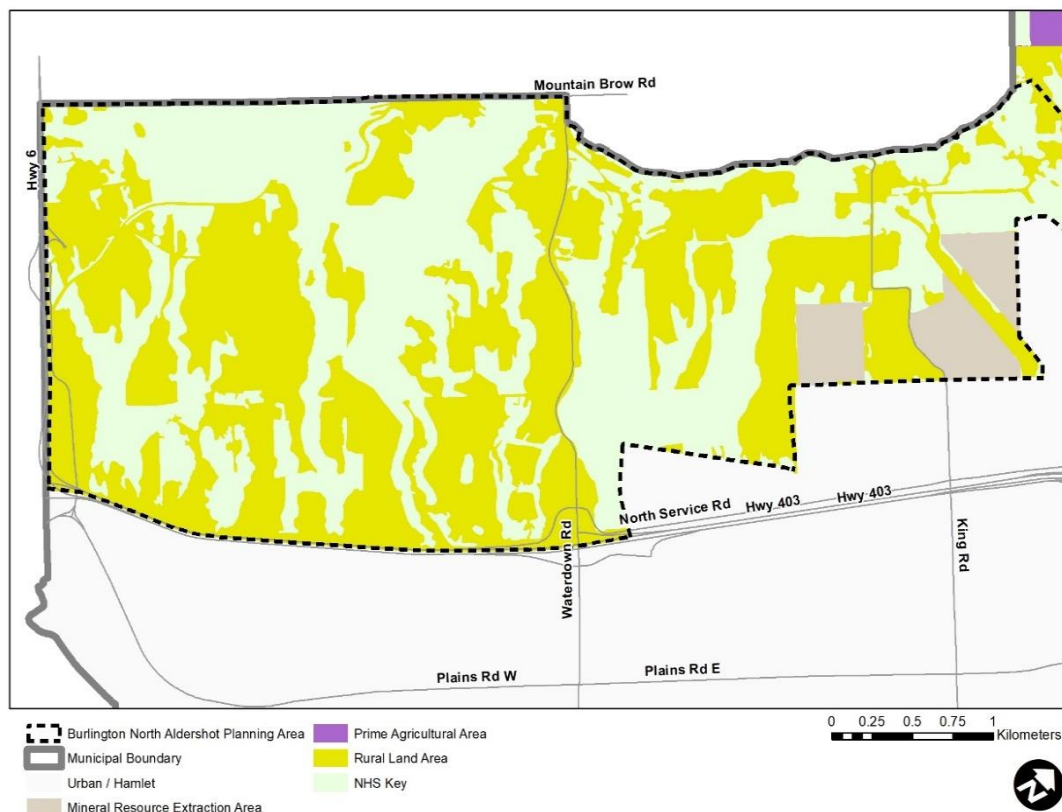 Mountain Brow Rd
Hwy 6
North Service Rd
Hwy 403
Hwy 403
Waterdown Rd
King Rd
Plains Rd W
Plains Rd E
Burlington North Aldershot Planning Area
Municipal Boundary
Urban / Hamlet
Mineral Resource Extraction Area
Prime Agricultural Area
Rural Land Area
NHS Key
0 0.25 0.5 0.75 1
Kilometers
N